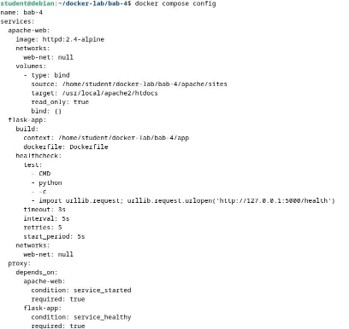 student@debian:~/docker-lab/bab-4$ docker compose config
name: bab-4
services:
  apache-web:
    image: httpd:2.4-alpine
    networks:
      web-net: null
    volumes:
      - type: bind
        source: /home/student/docker-lab/bab-4/apache/sites
        target: /usr/local/apache2/htdocs
        read_only: true
        bind: {}
  flask-app:
    build:
      context: /home/student/docker-lab/bab-4/app
      dockerfile: Dockerfile
    healthcheck:
      test:
        - CMD
        - python
        - -c
        - import urllib.request; urllib.request.urlopen('http://127.0.0.1:5000/health')
      timeout: 3s
      interval: 5s
      retries: 5
      start_period: 5s
    networks:
      web-net: null
  proxy:
    depends_on:
      apache-web:
        condition: service_started
        required: true
      flask-app:
        condition: service_healthy
        required: true